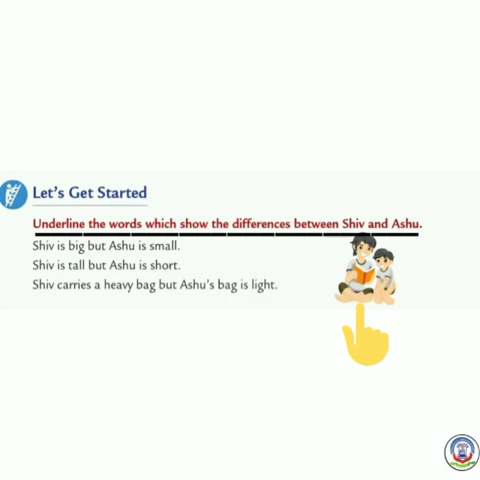 Let's Get Started
Underline the words which show the differences between Shiv and Ashu.
Shiv is big but Ashu is small.
Shiv is tall but Ashu is short.
Shiv carries a heavy bag but Ashu's bag is light.